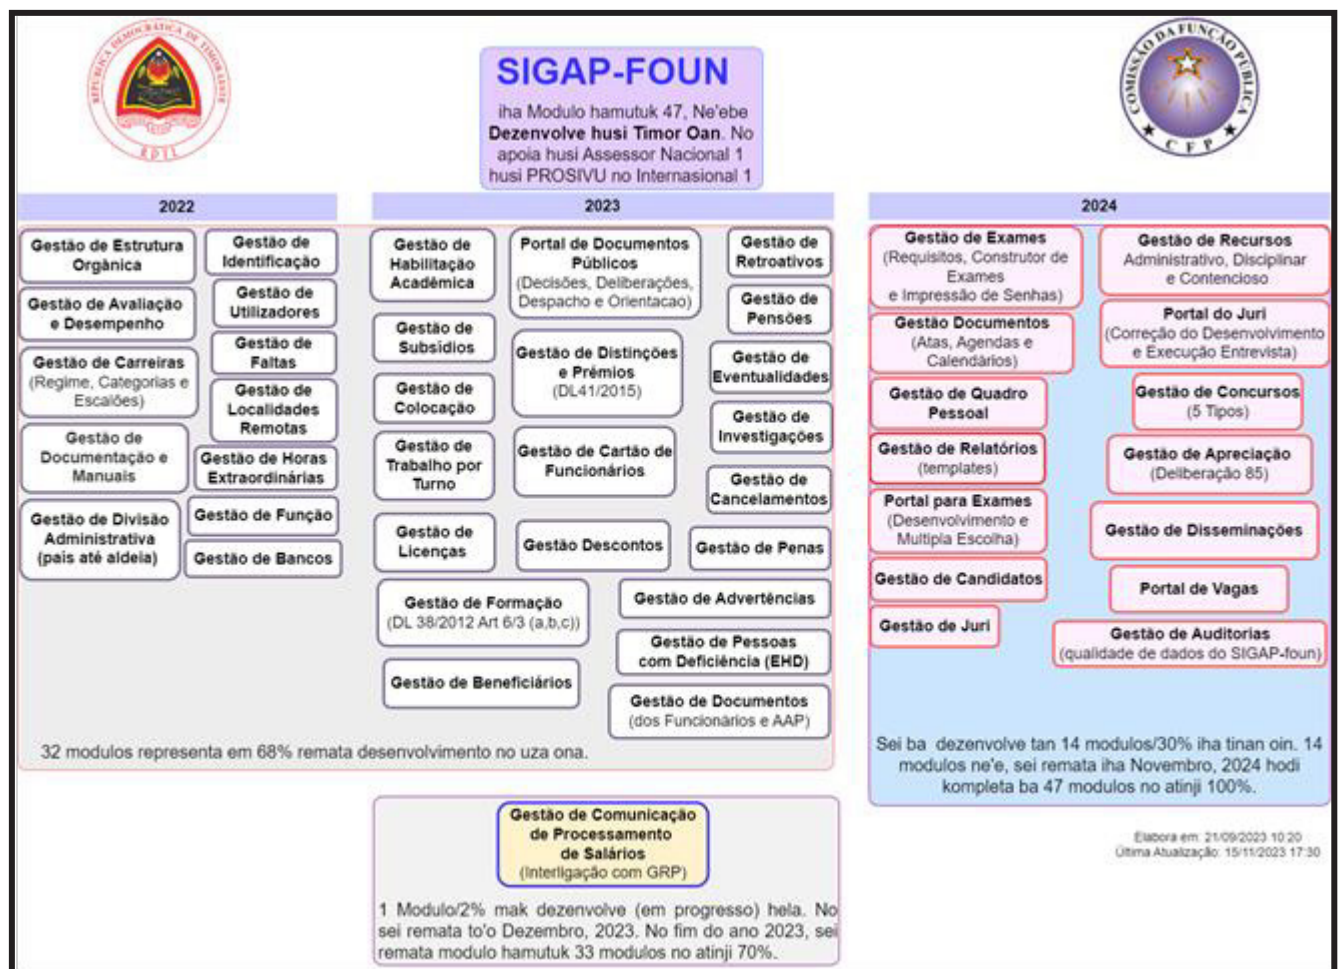 REPÚBLICA DEMOCRÁTICA DE TIMOR-LESTE
RDTL
SIGAP-FOUN
iha Modulo hamutuk 47, Ne'ebe
Dezenvolve husi Timor Oan. No
apoia husi Assessor Nacional 1
husi PROSIVU no Internasional 1
COMISSÃO DA FUNÇÃO PÚBLICA
C F P
2022
Gestão de Estrutura
Orgânica
Gestão de Avaliação
e Desempenho
Gestão de Carreiras
(Regime, Categorias e
Escalões)
Gestão de
Documentação e
Manuais
Gestão de Divisão
Administrativa
(país até aldeia)
Gestão de
Identificação
Gestão de
Utilizadores
Gestão de
Faltas
Gestão de
Localidades
Remotas
Gestão de Horas
Extraordinárias
Gestão de Função
Gestão de Bancos
2023
Gestão de
Habilitação
Académica
Gestão de
Subsídios
Gestão de
Colocação
Gestão de
Trabalho por
Turno
Gestão de
Licenças
Portal de Documentos
Públicos
(Decisões, Deliberações,
Despacho e Orientacao)
Gestão de Distinções
e Prémios
(DL41/2015)
Gestão de Cartão de
Funcionários
Gestão Descontos
Gestão de
Retroativos
Gestão de
Pensões
Gestão de
Eventualidades
Gestão de
Investigações
Gestão de
Cancelamentos
Gestão de Penas
Gestão de Formação
(DL 38/2012 Art 6/3 (a,b,c))
Gestão de Beneficiários
Gestão de Advertências
Gestão de Pessoas
com Deficiência (EHD)
Gestão de Documentos
(dos Funcionários e AAP)
32 modulos representa em 68% remata desenvolvimento no uza ona.
2024
Gestão de Exames
(Requisitos, Construtor de
Exames
e Impressão de Senhas)
Gestão Documentos
(Atas, Agendas e
Calendários)
Gestão de Quadro
Pessoal
Gestão de Relatórios
(templates)
Portal para Exames
(Desenvolvimento e
Multipla Escolha)
Gestão de Candidatos
Gestão de Juri
Gestão de Recursos
Administrativo, Disciplinar
e Contencioso
Portal do Juri
(Correção do Desenvolvimento
e Execução Entrevista)
Gestão de Concursos
(5 Tipos)
Gestão de Apreciação
(Deliberação 85)
Gestão de Disseminações
Portal de Vagas
Gestão de Auditorias
(qualidade de dados do SIGAP-foun)
Sei ba dezenvolve tan 14 modulos/30% iha tinan oin. 14
modulos ne'e, sei remata iha Novembro, 2024 hodi
kompleta ba 47 modulos no atinji 100%.
Gestão de Comunicação
de Processamento
de Salários
(Interligação com GRP)
1 Modulo/2% mak dezenvolve (em progresso) hela. No
sei remata to'o Dezembro, 2023. No fim do ano 2023, sei
remata modulo hamutuk 33 modulos no atinji 70%.
Elabora em: 21/09/2023 10:20
Última Atualização: 15/11/2023 17:30